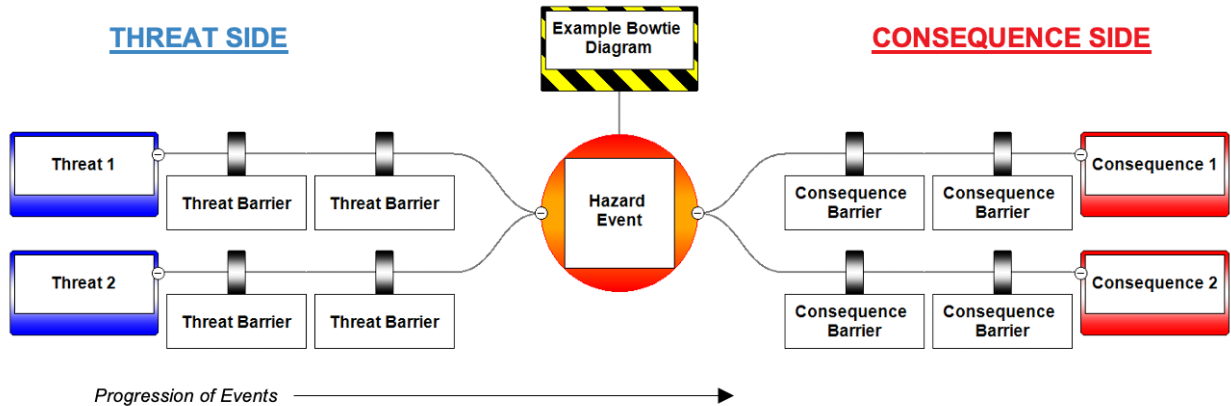 THREAT SIDE
Example Bowtie
Diagram
CONSEQUENCE SIDE
Threat 1
Threat Barrier
Threat Barrier
Hazard
Event
Consequence
Barrier
Consequence
Barrier
Consequence 1
Threat 2
Threat Barrier
Threat Barrier
Consequence
Barrier
Consequence
Barrier
Consequence 2
Progression of Events